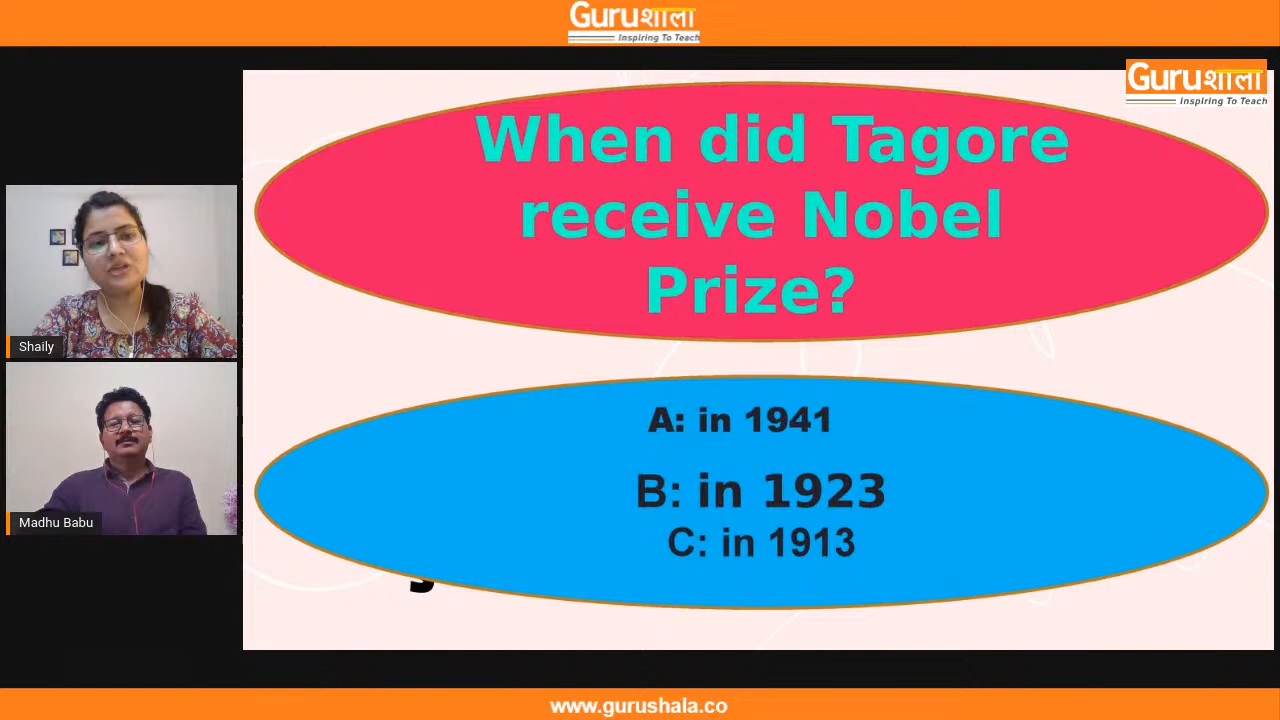 Guruशाला
Inspiring To Teach
Guruशाला
Inspiring To Teach
When did Tagore
receive Nobel
Prize?
Shaily
A: in 1941
B: in 1923
C: in 1913
Madhu Babu
www.gurushala.co